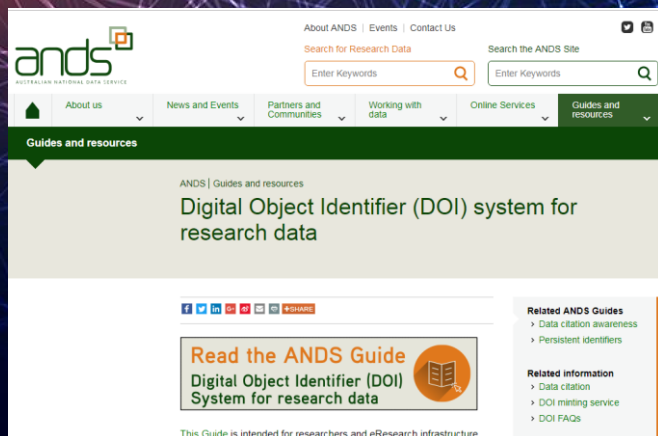 ands
AUSTRALIAN NATIONAL DATA SERVICE
About ANDS | Events | Contact Us
Search for Research Data
Enter Keywords
Search the ANDS Site
Enter Keywords
About us
News and Events
Partners and
Communities
Working with
data
Online Services
Guides and
resources
Guides and resources
ANDS | Guides and resources
Digital Object Identifier (DOI) system for
research data
SHARE
Read the ANDS Guide
Digital Object Identifier (DOI)
System for research data
This Guide is intended for researchers and eResearch infrastructure
Related ANDS Guides
› Data citation awareness
› Persistent identifiers
Related information
› Data citation
› DOI minting service
› DOI FAQs